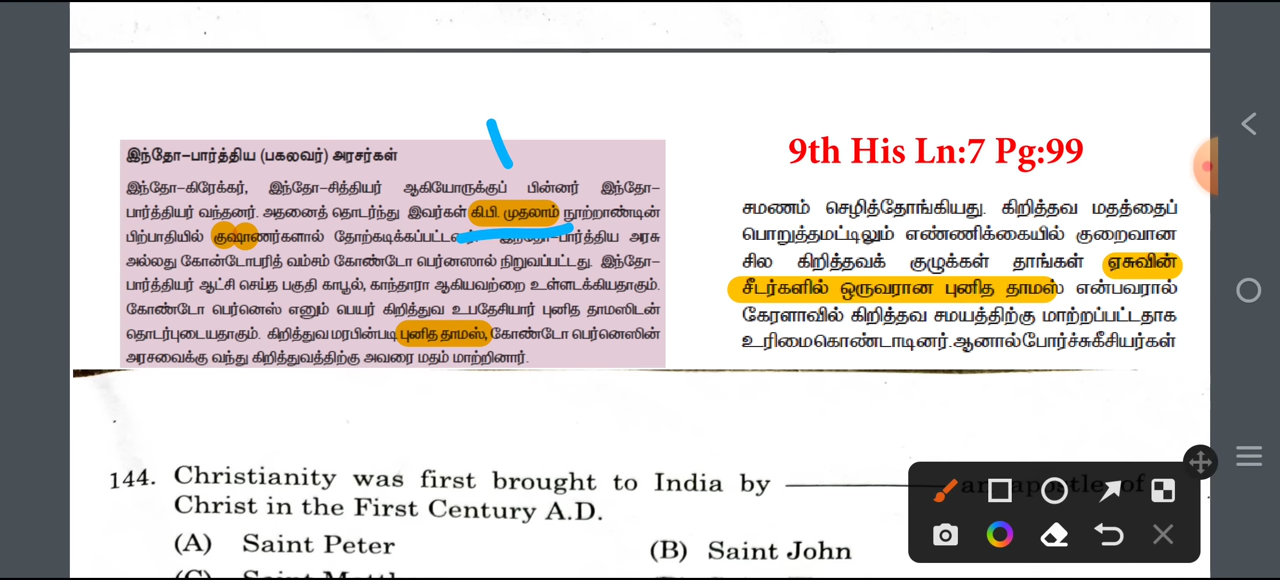 இந்தோ-பார்த்திய (பகலவர்) அரசர்கள்
இந்தோ-கிரேக்கர், இந்தோ-சித்தியர் ஆகியோருக்குப் பின்னர் இந்தோ-
பார்த்தியர் வந்தனர். அதனைத் தொடர்ந்து இவர்கள் கி.பி. முதலாம் நூற்றாண்டின்
பிற்பாதியில் குஷாணர்களால் தோற்கடிக்கப்பட்டனர். இந்தோ-பார்த்திய அரசு
அல்லது கோன்டோபரித் வம்சம் கோண்டோ பெர்னஸால் நிறுவப்பட்டது. இந்தோ-
பார்த்தியர் ஆட்சி செய்த பகுதி காபூல், காந்தாரா ஆகியவற்றை உள்ளடக்கியதாகும்.
கோண்டோ பெர்னெஸ் எனும் பெயர் கிறித்துவ உபதேசியார் புனித தாமஸிடன்
தொடர்புடையதாகும். கிறித்துவ மரபின்படி புனித தாமஸ், கோண்டோ பெர்னெஸின்
அரசவைக்கு வந்து கிறித்துவத்திற்கு அவரை மதம் மாற்றினார்.
9th His Ln:7 Pg:99
சமணம் செழித்தோங்கியது. கிறித்தவ மதத்தைப்
பொறுத்தமட்டிலும் எண்ணிக்கையில் குறைவான
சில கிறித்தவக் குழுக்கள் தாங்கள் ஏசுவின்
சீடர்களில் ஒருவரான புனித தாமஸ் என்பவரால்
கேரளாவில் கிறித்தவ சமயத்திற்கு மாற்றப்பட்டதாக
உரிமைகொண்டாடினர். ஆனால் போர்ச்சுகீசியர்கள்
144. Christianity was first brought to India by an apostle of
Christ in the First Century A.D.
(A) Saint Peter
(B) Saint John